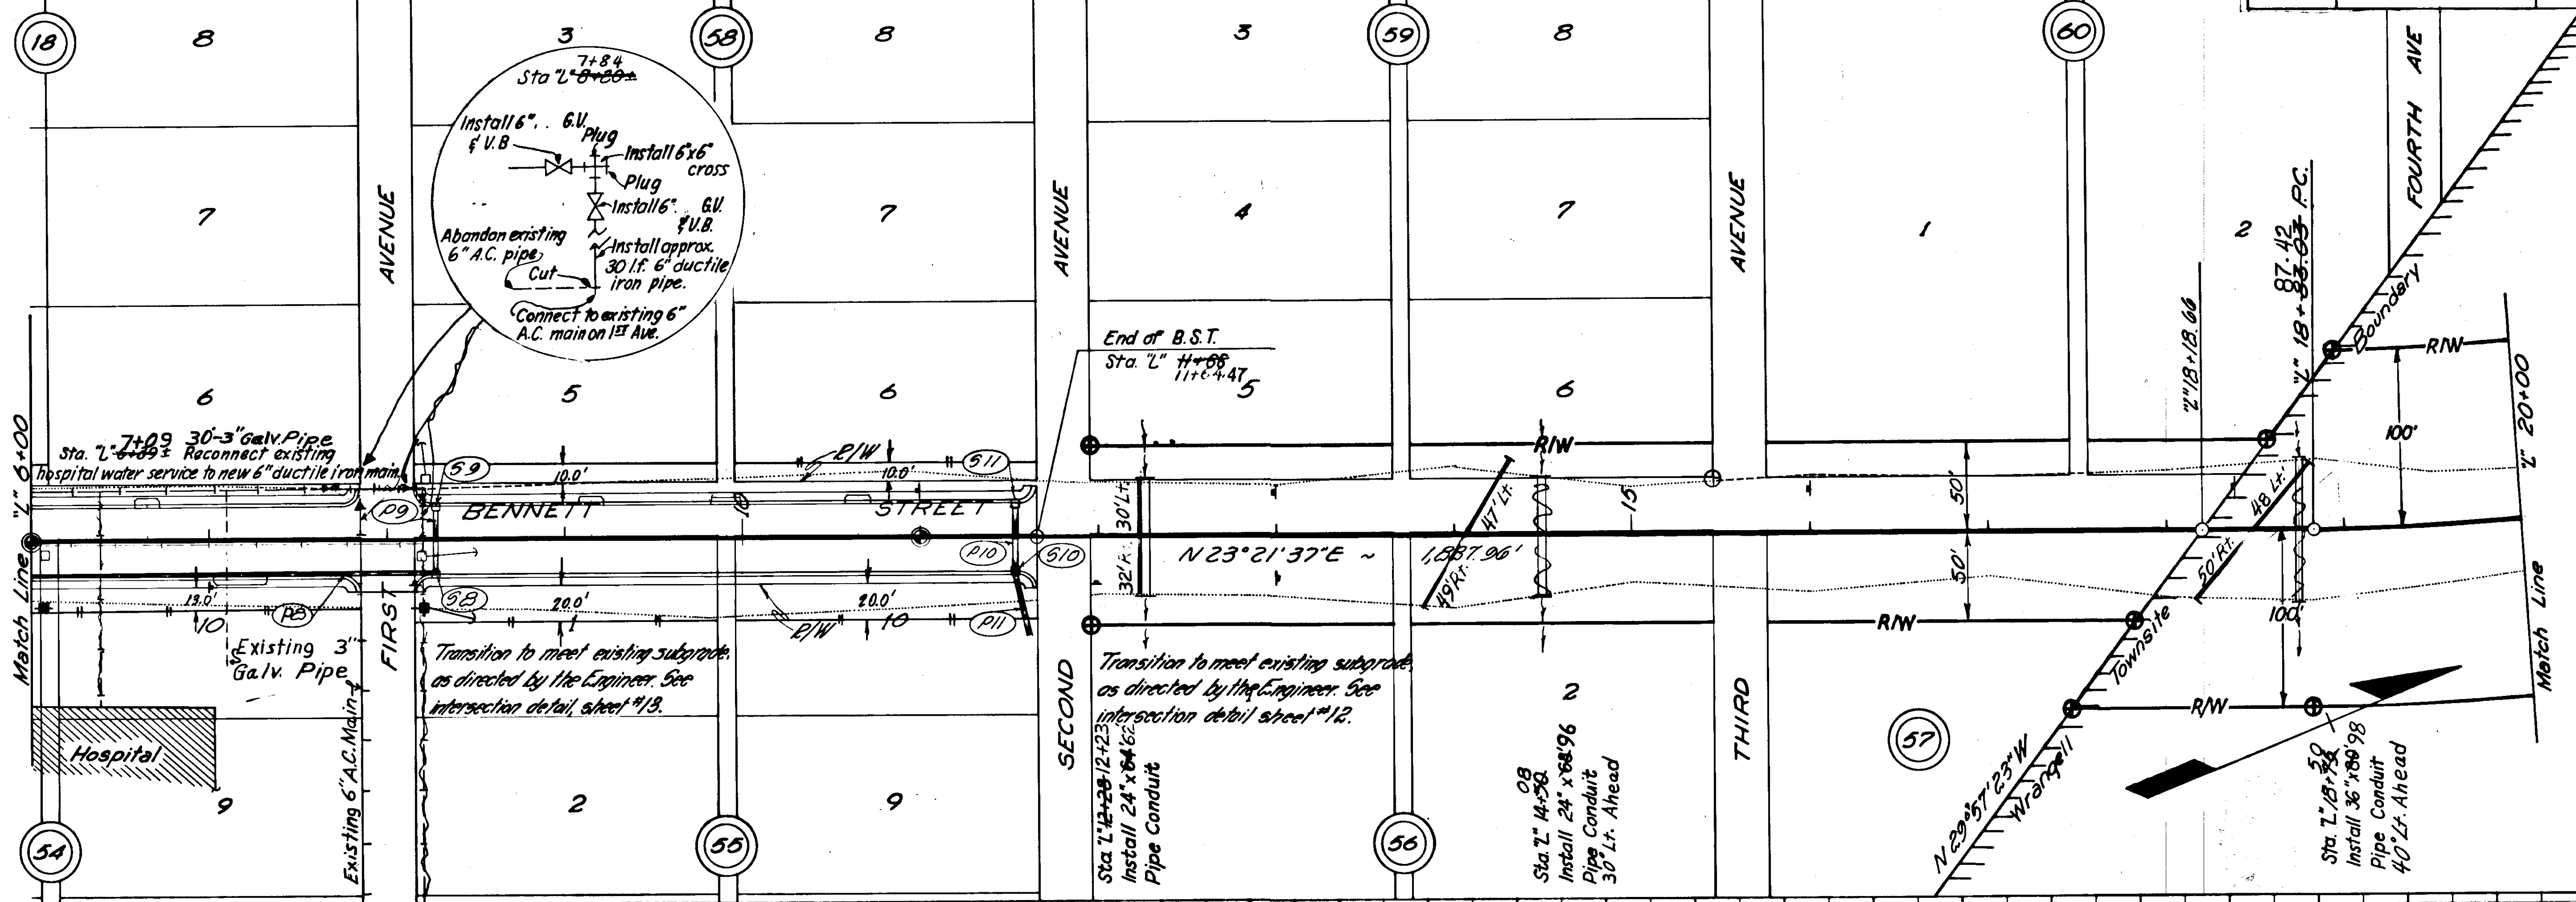 18
8
3
58
8
3
59
8
60
FOURTH AVE
7+84
Sta "L" 8+20±
Install 6" . . G.V.
& V.B
Plug
Install 6"x6"
cross
Plug
Install 6" . . G.V.
& V.B.
Abandon existing
6" A.C. pipe
Cut
Install approx.
30 l.f. 6" ductile
iron pipe.
Connect to existing 6"
A.C. main on 1ST Ave.
7
AVENUE
7
AVENUE
4
7
AVENUE
1
2
"L" 18+18.66
87.42
"L" 18+83.03 P.C.
Boundary
R/W
100'
"L" 20+00
Match Line
End of B.S.T.
Sta. "L" 11+88
11+64.47
6
5
6
5
6
"L" 6+00
Match Line
7+09 30'-3" Galv. Pipe
Sta. "L" 6+89± Reconnect existing
hospital water service to new 6" ductile iron main
S9
10.0'
R/W
10.0'
S11
R/W
P9
BENNETT
10
STREET
30' Lt.
47' Lt.
15
50'
48 Lt.
P10
S10
N 23° 21' 37" E ~ 1,837.96'
32' Rt.
49' Rt.
50'
50' Rt.
13.0'
P8
S8
20.0'
20.0'
10
1
R/W
10
P11
R/W
100'
Existing 3"
Galv. Pipe
FIRST
Transition to meet existing subgrade,
as directed by the Engineer. See
intersection detail, sheet #13.
SECOND
Transition to meet existing subgrade,
as directed by the Engineer. See
intersection detail sheet #12.
2
THIRD
57
Townsite
Wrangell
N 29° 57' 23" W
R/W
Hospital
Existing 6" A.C. Main
9
2
9
54
55
56
Sta "L" 12+28 12+23
Install 24" x 64' 62
Pipe Conduit
08
Sta. "L" 14+50
Install 24" x 68' 96
Pipe Conduit
30° Lt. Ahead
50
Sta. "L" 18+
Install 36" x 80' 98
Pipe Conduit
40° Lt. Ahead